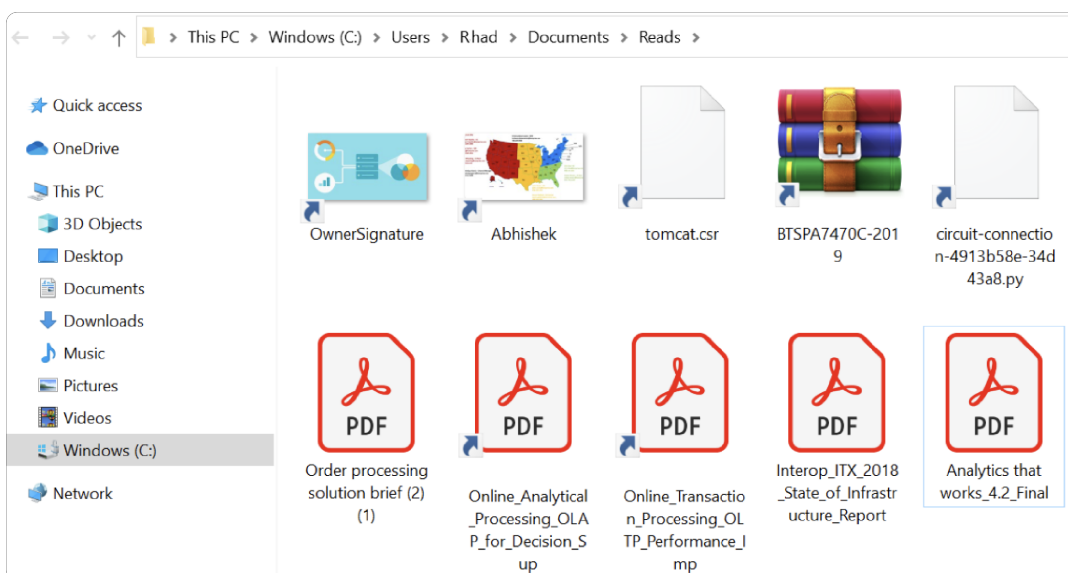 This PC > Windows (C:) > Users > Rhad > Documents > Reads >
Quick access
OneDrive
This PC
3D Objects
Desktop
Documents
Downloads
Music
Pictures
Videos
Windows (C:)
Network
OwnerSignature
Abhishek
tomcat.csr
BTSPA7470C-201
9
circuit-connectio
n-4913b58e-34d
43a8.py
PDF
Order processing
solution brief (2)
(1)
PDF
Online_Analytical
_Processing_OLA
P_for_Decision_S
up
PDF
Online_Transactio
n_Processing_OL
TP_Performance_I
mp
PDF
Interop_ITX_2018
_State_of_Infrastr
ucture_Report
PDF
Analytics that
works_4.2_Final